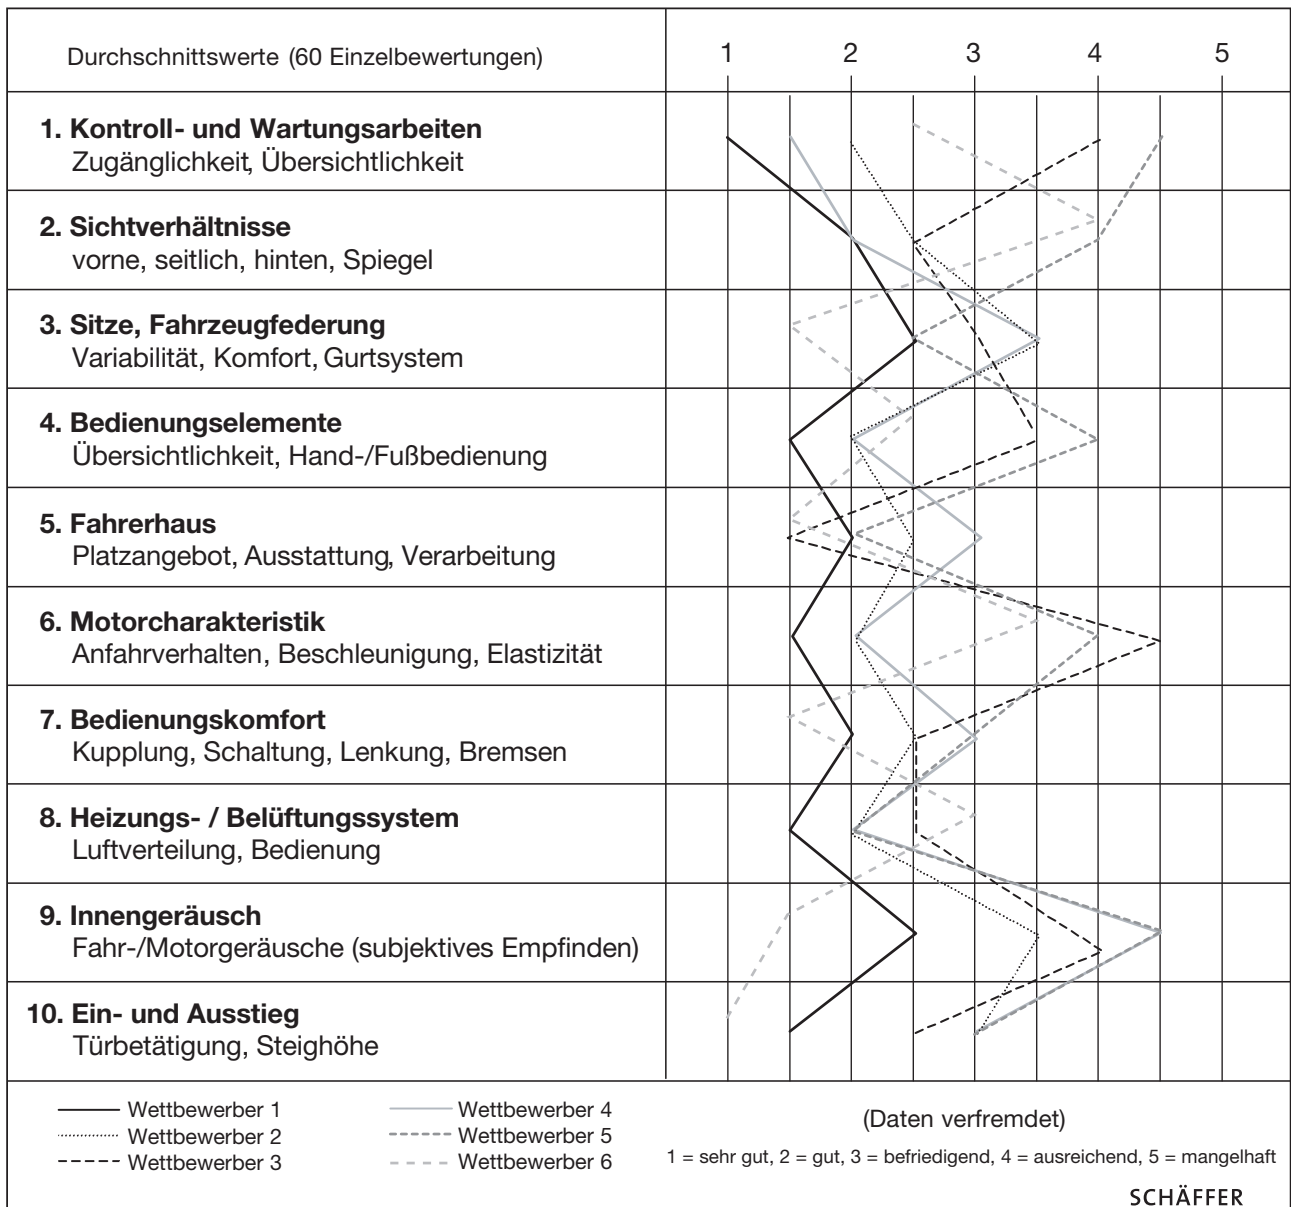 Durchschnittswerte (60 Einzelbewertungen)
1 2 3 4 5
1. Kontroll- und Wartungsarbeiten
Zugänglichkeit, Übersichtlichkeit
2. Sichtverhältnisse
vorne, seitlich, hinten, Spiegel
3. Sitze, Fahrzeugfederung
Variabilität, Komfort, Gurtsystem
4. Bedienungselemente
Übersichtlichkeit, Hand-/Fußbedienung
5. Fahrerhaus
Platzangebot, Ausstattung, Verarbeitung
6. Motorcharakteristik
Anfahrverhalten, Beschleunigung, Elastizität
7. Bedienungskomfort
Kupplung, Schaltung, Lenkung, Bremsen
8. Heizungs- / Belüftungssystem
Luftverteilung, Bedienung
9. Innengeräusch
Fahr-/Motorgeräusche (subjektives Empfinden)
10. Ein- und Ausstieg
Türbetätigung, Steighöhe
Wettbewerber 1
Wettbewerber 2
Wettbewerber 3
Wettbewerber 4
Wettbewerber 5
Wettbewerber 6
(Daten verfremdet)
1 = sehr gut, 2 = gut, 3 = befriedigend, 4 = ausreichend, 5 = mangelhaft
SCHÄFFER